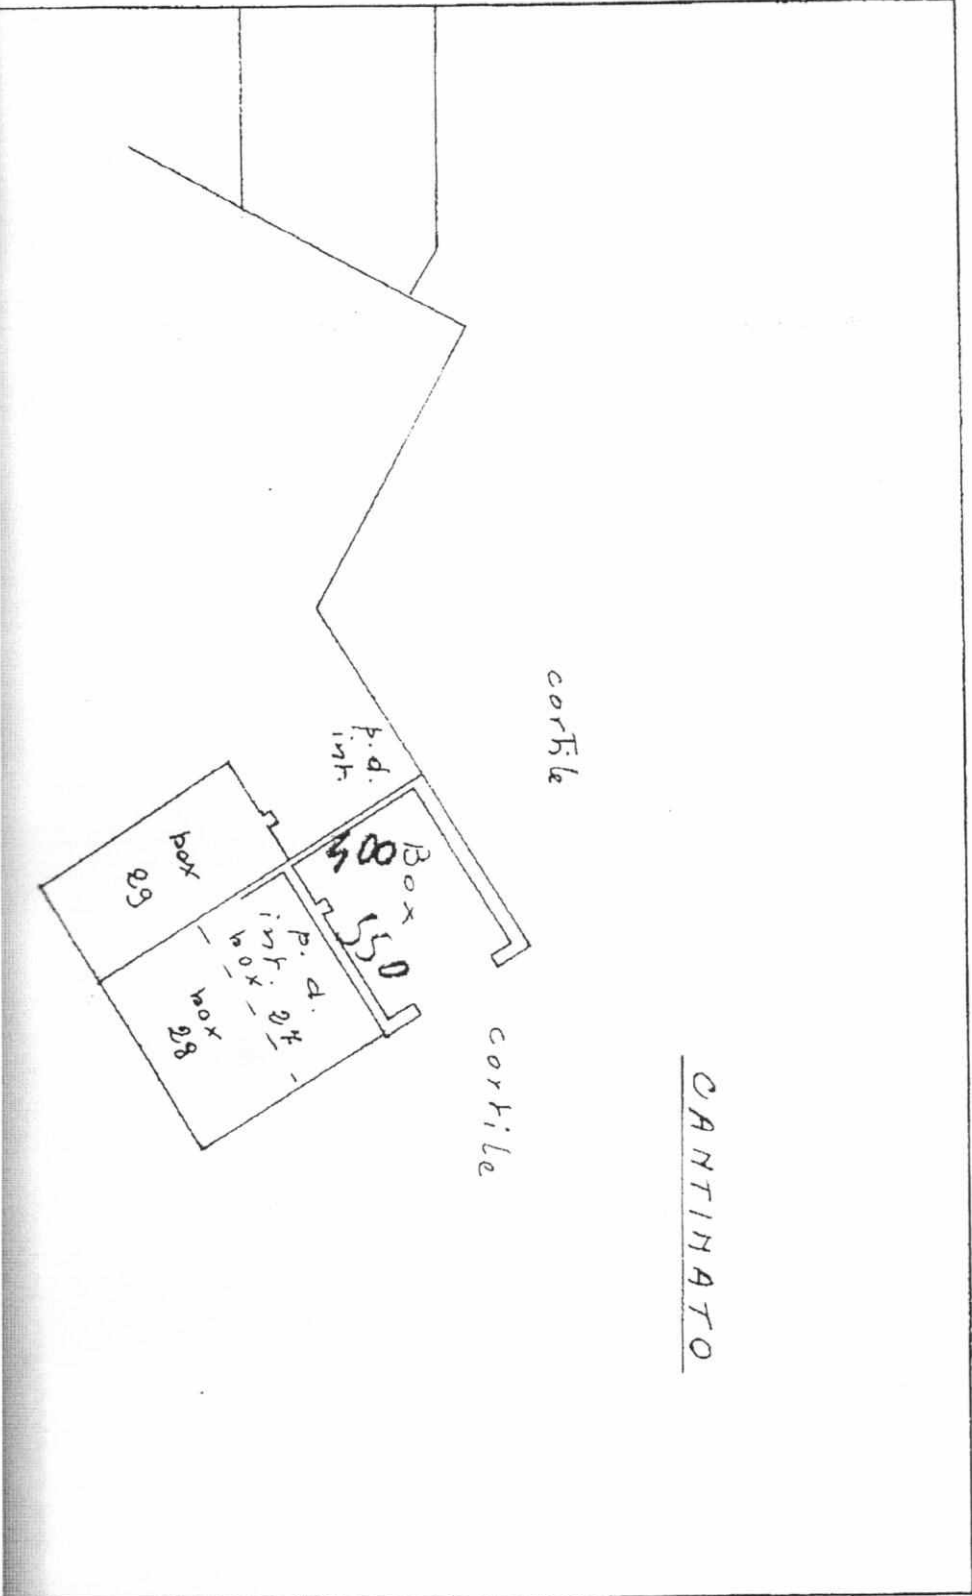 CANTINATO
cortile
cortile
p.d.
int.
Box
400
550
p. d.
int.
box 27
box
29
box
28